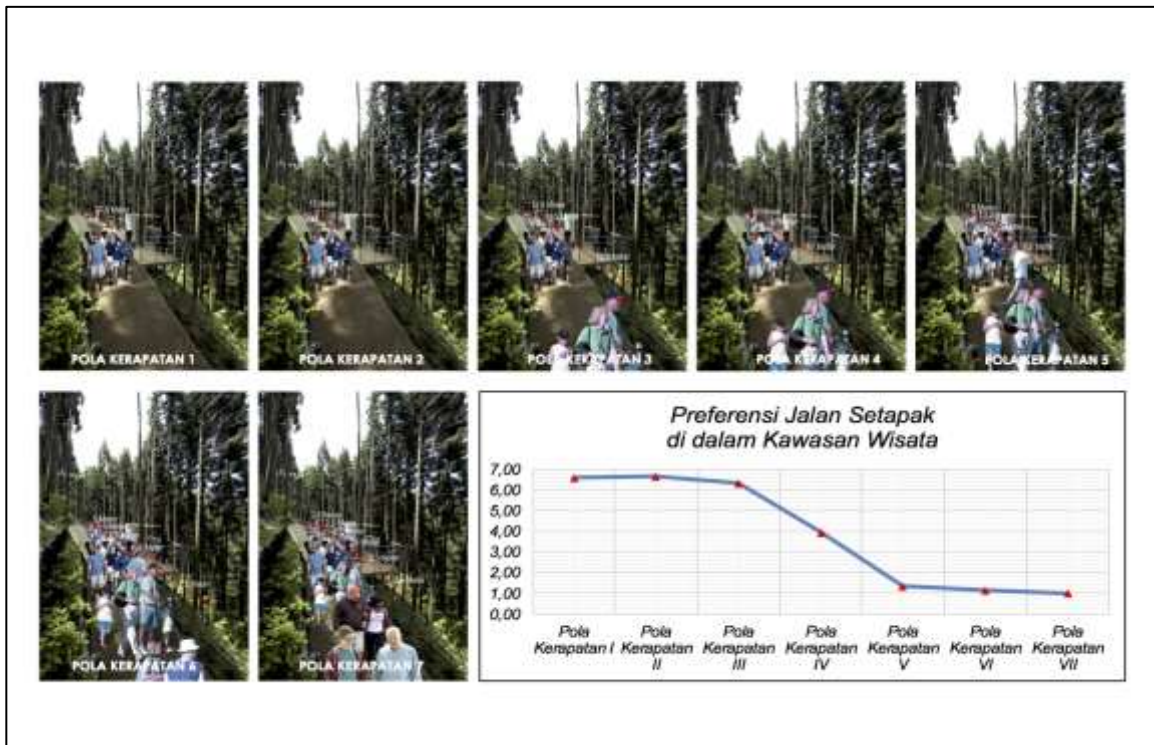 POLA KERAPATAN 1
POLA KERAPATAN 2
POLA KERAPATAN 3
POLA KERAPATAN 4
POLA KERAPATAN 5
POLA KERAPATAN 6
POLA KERAPATAN 7
Preferensi Jalan Setapak
di dalam Kawasan Wisata
7,00
6,00
5,00
4,00
3,00
2,00
1,00
0,00
Pola
Kerapatan I
Pola
Kerapatan
II
Pola
Kerapatan
III
Pola
Kerapatan
IV
Pola
Kerapatan
V
Pola
Kerapatan
VI
Pola
Kerapatan
VII